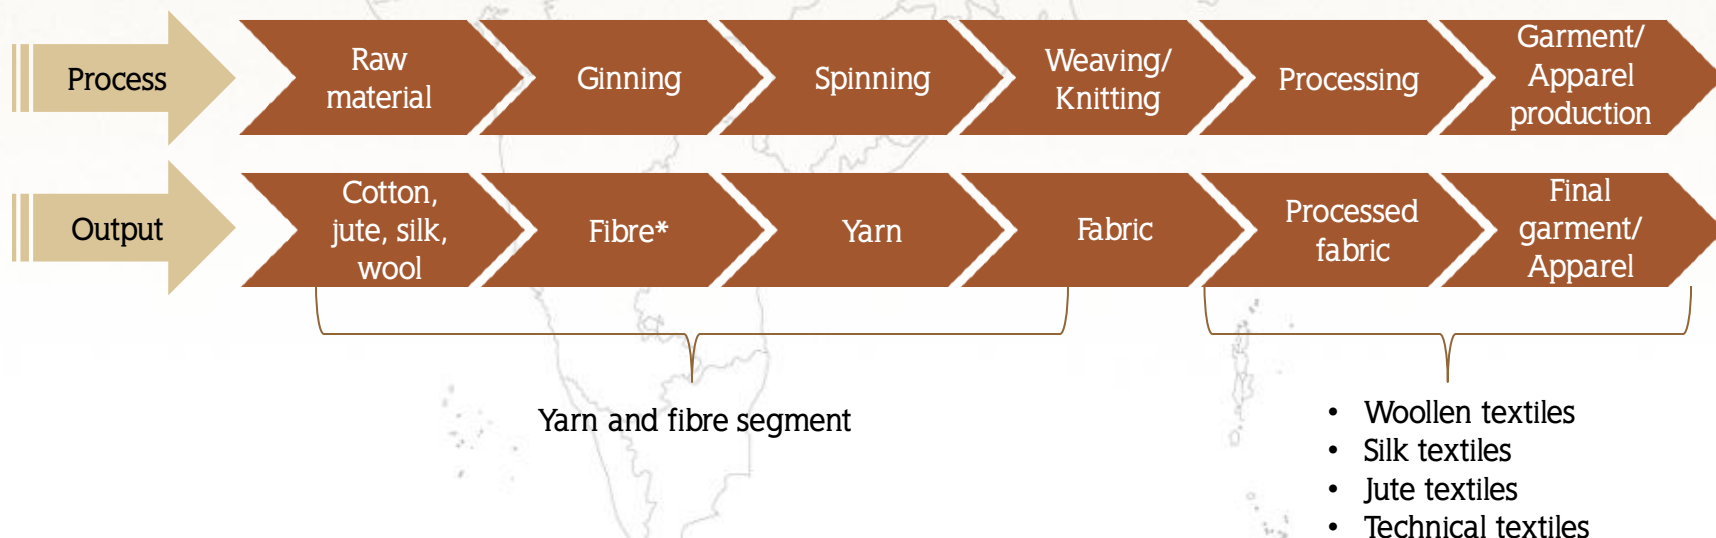 Process
Raw
material
Ginning
Spinning
Weaving/
Knitting
Processing
Garment/
Apparel
production
Output
Cotton,
jute, silk,
wool
Fibre*
Yarn
Fabric
Processed
fabric
Final
garment/
Apparel
Yarn and fibre segment
• Woollen textiles
• Silk textiles
• Jute textiles
• Technical textiles